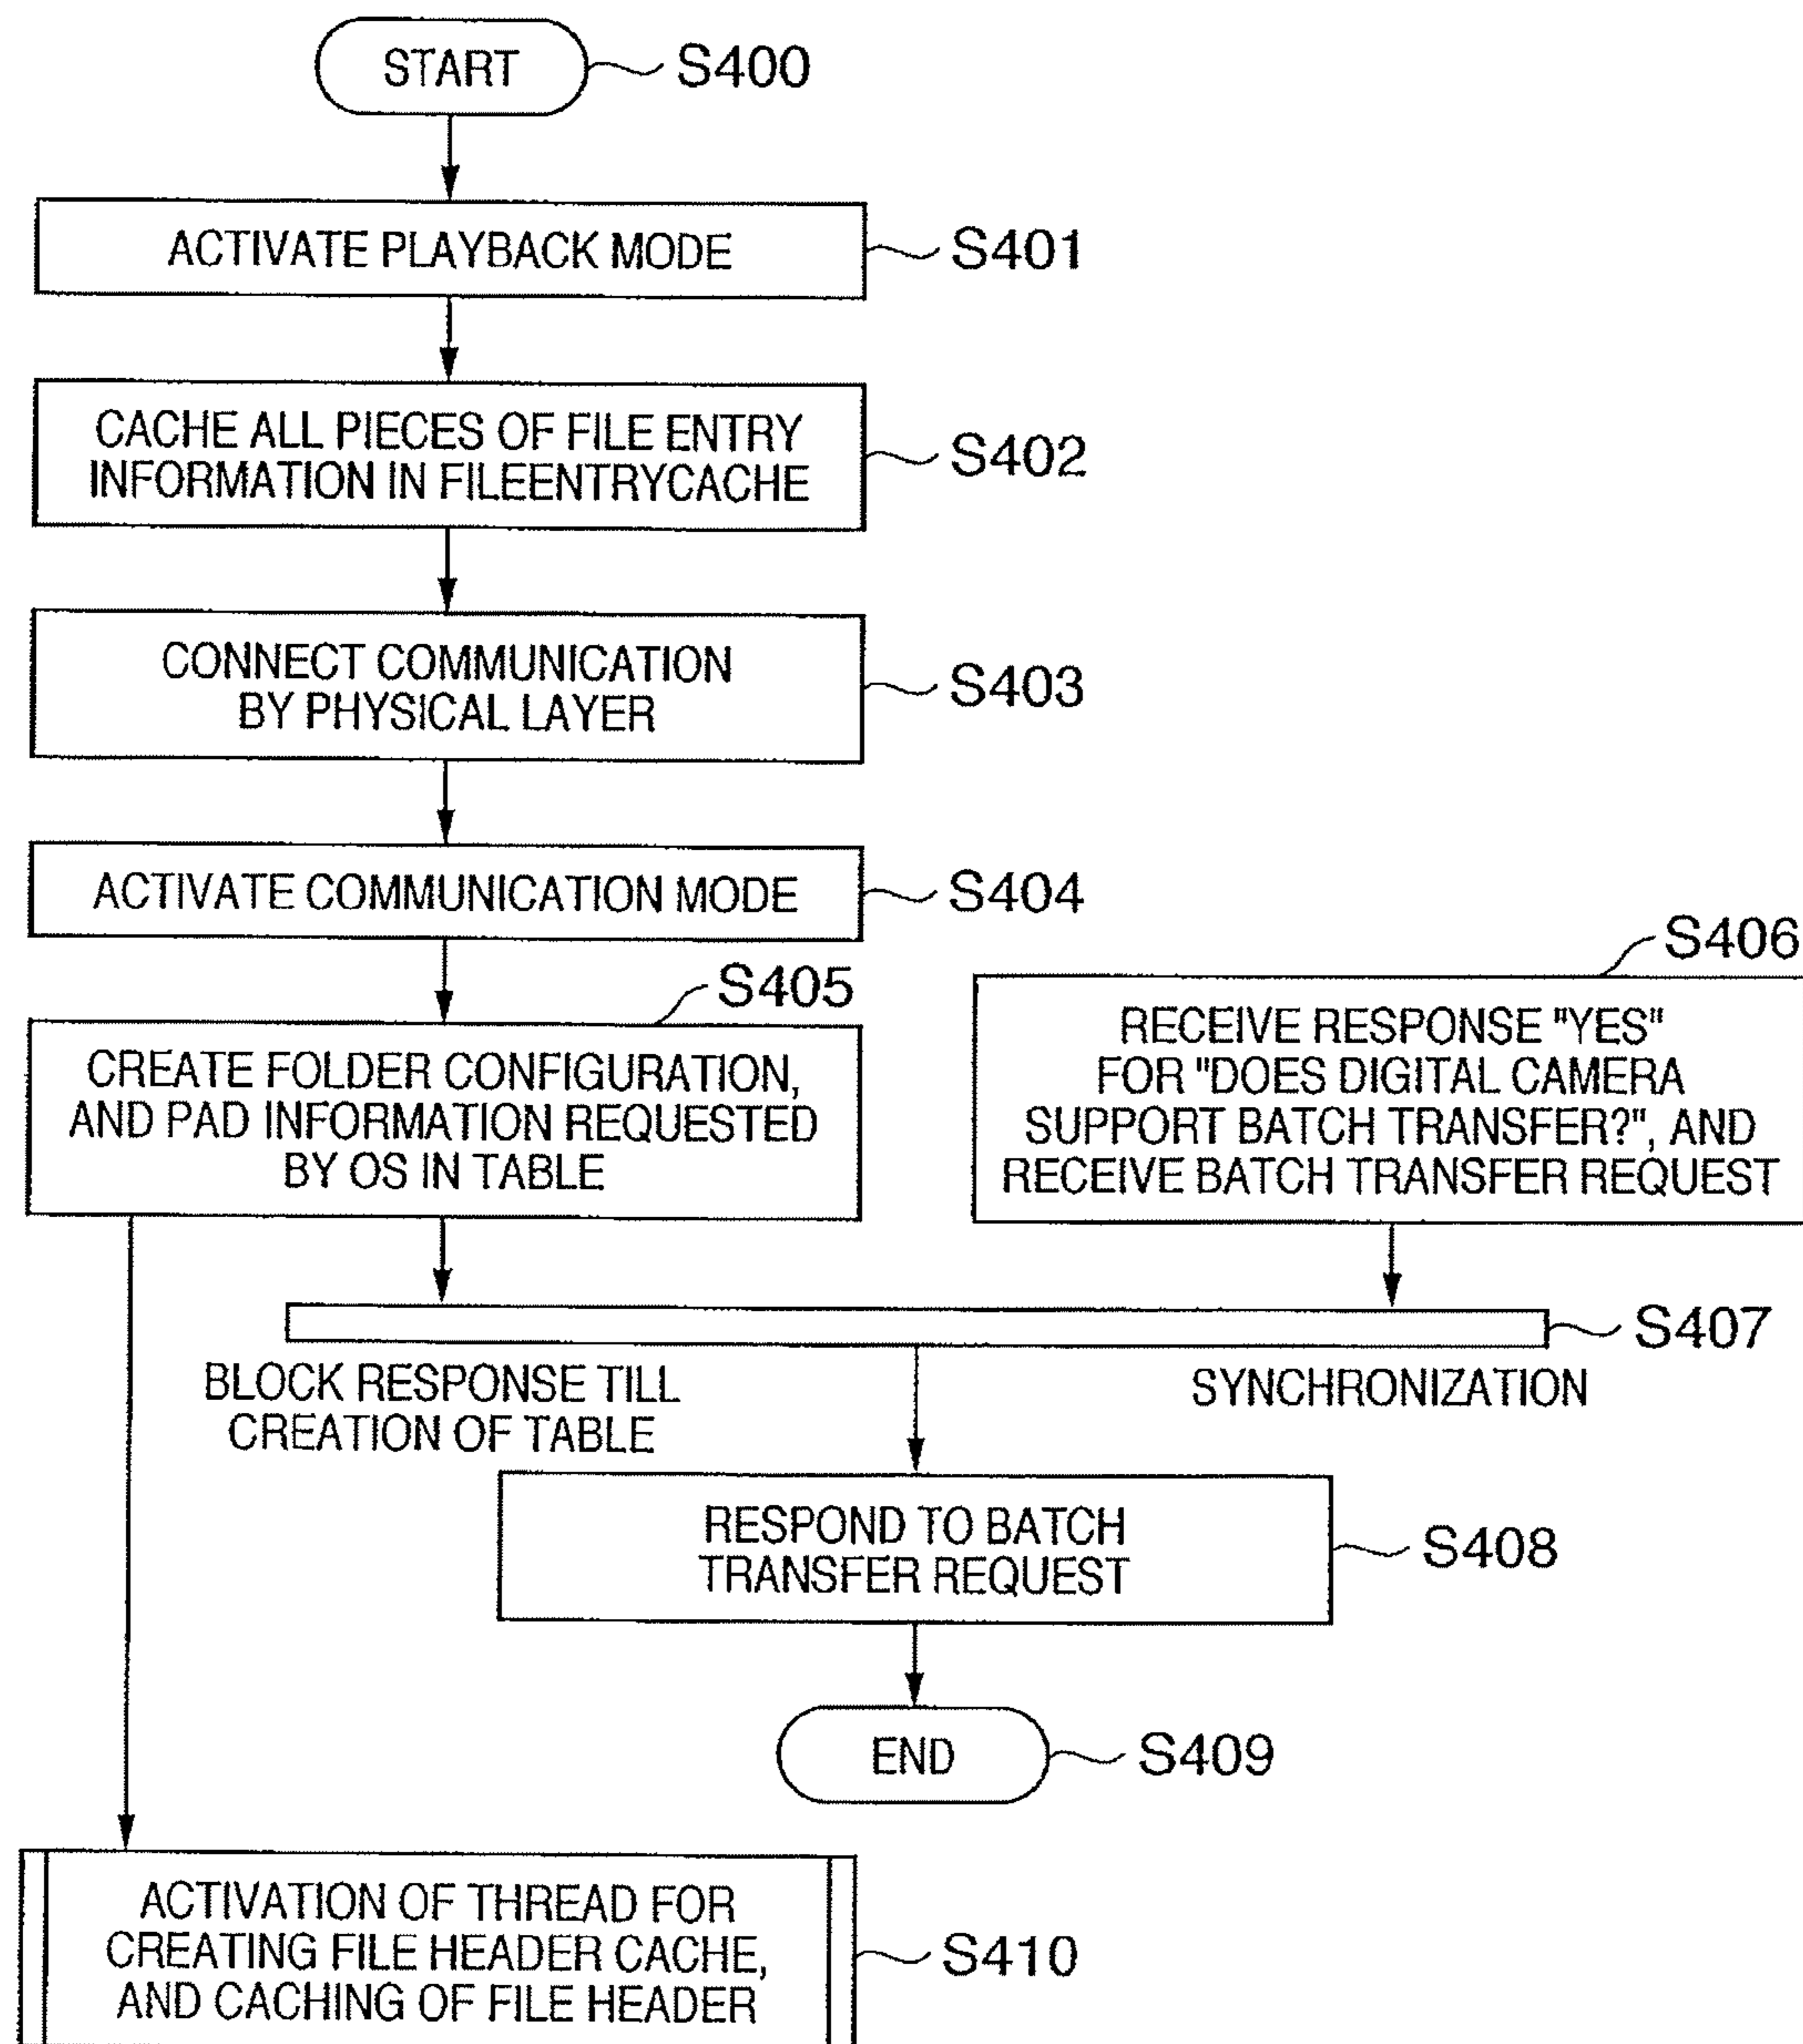 START
S400
ACTIVATE PLAYBACK MODE
S401
CACHE ALL PIECES OF FILE ENTRY
INFORMATION IN FILEENTRYCACHE
S402
CONNECT COMMUNICATION
BY PHYSICAL LAYER
S403
ACTIVATE COMMUNICATION MODE
S404
S405
CREATE FOLDER CONFIGURATION,
AND PAD INFORMATION REQUESTED
BY OS IN TABLE
S406
RECEIVE RESPONSE "YES"
FOR "DOES DIGITAL CAMERA
SUPPORT BATCH TRANSFER?", AND
RECEIVE BATCH TRANSFER REQUEST
S407
BLOCK RESPONSE TILL
CREATION OF TABLE
SYNCHRONIZATION
RESPOND TO BATCH
TRANSFER REQUEST
S408
END
S409
ACTIVATION OF THREAD FOR
CREATING FILE HEADER CACHE,
AND CACHING OF FILE HEADER
S410